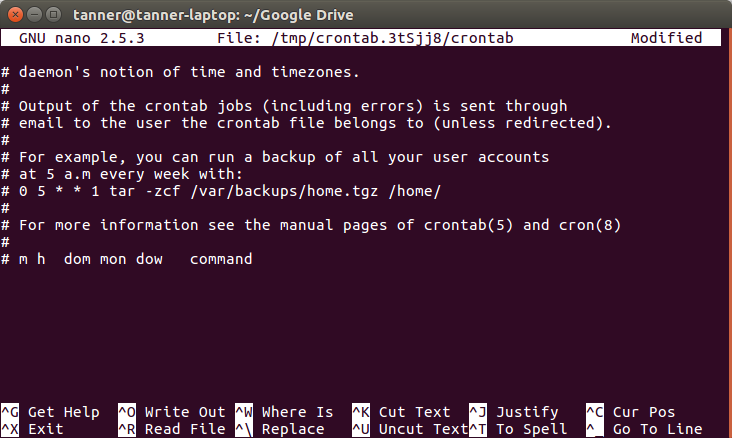 tanner@tanner-laptop: ~/Google Drive
GNU nano 2.5.3 File: /tmp/crontab.3tSjj8/crontab Modified
# daemon's notion of time and timezones.
#
# Output of the crontab jobs (including errors) is sent through
# email to the user the crontab file belongs to (unless redirected).
#
# For example, you can run a backup of all your user accounts
# at 5 a.m every week with:
# 0 5 * * 1 tar -zcf /var/backups/home.tgz /home/
#
# For more information see the manual pages of crontab(5) and cron(8)
#
# m h  dom mon dow   command
^G Get Help ^O Write Out ^W Where Is ^K Cut Text ^J Justify ^C Cur Pos
^X Exit ^R Read File ^\ Replace ^U Uncut Text ^T To Spell ^_ Go To Line